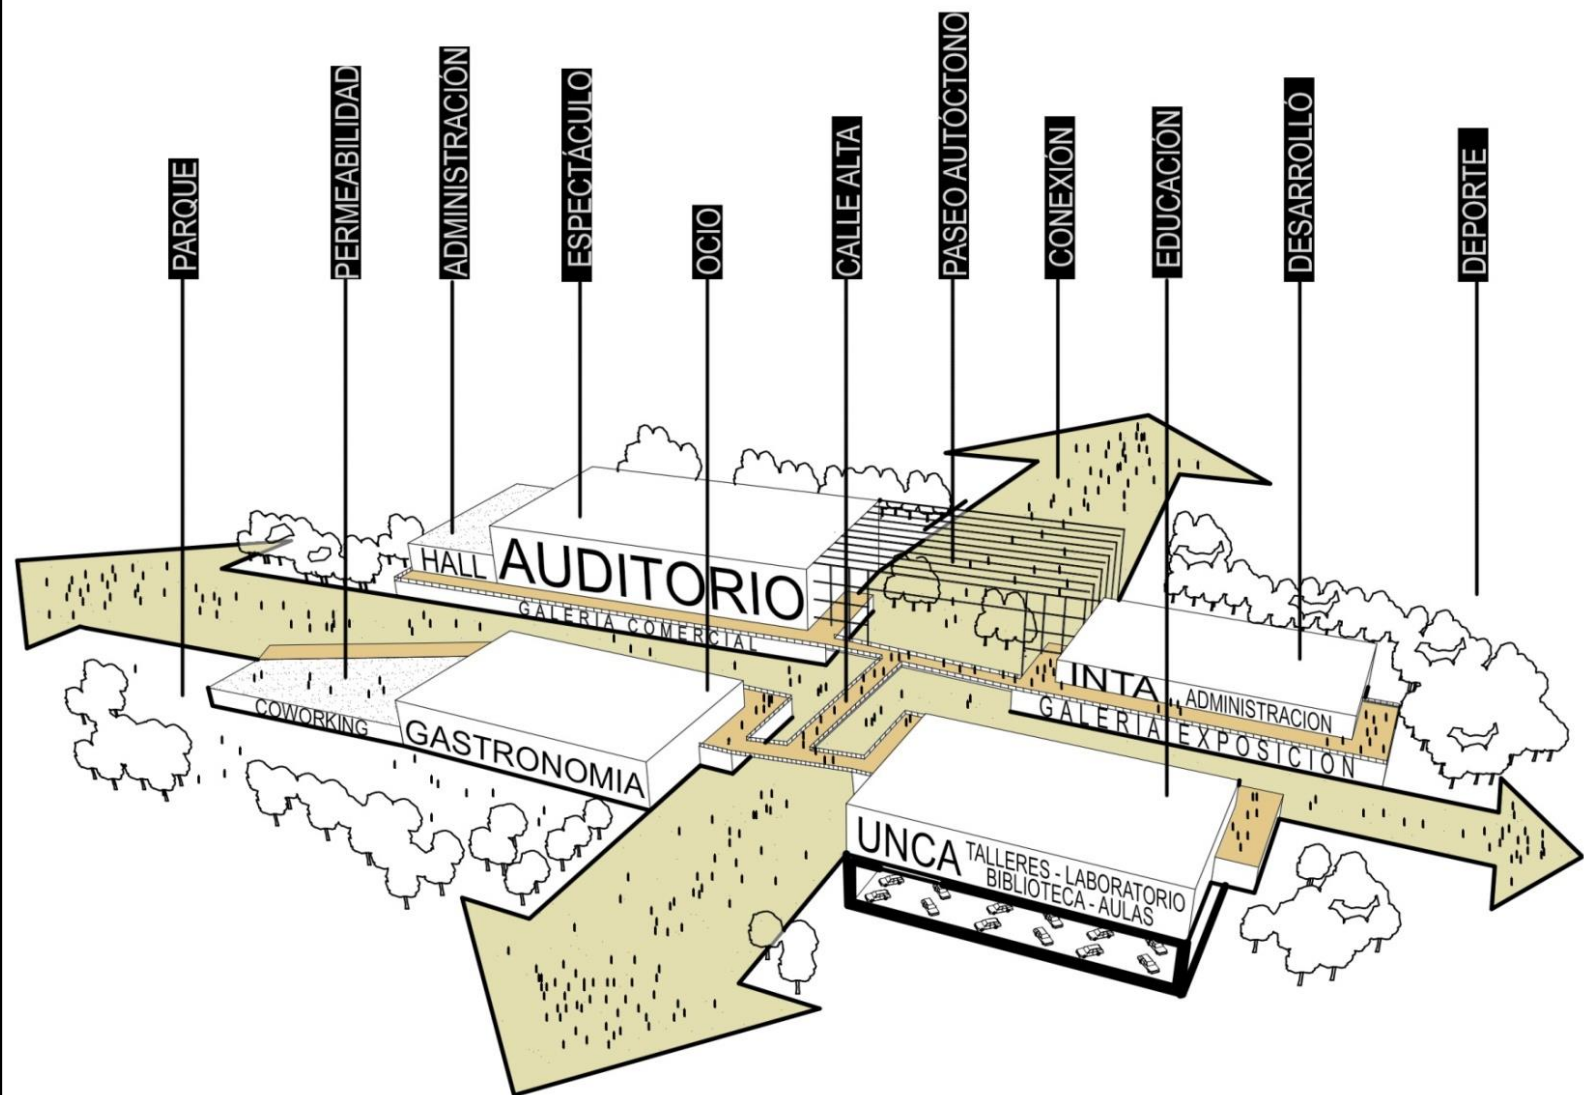 PARQUE
PERMEABILIDAD
ADMINISTRACIÓN
ESPECTÁCULO
OCIO
CALLE ALTA
PASEO AUTÓCTONO
CONEXIÓN
EDUCACIÓN
DESARROLLÓ
DEPORTE
HALL
AUDITORIO
GALERIA COMERCIAL
COWORKING
GASTRONOMIA
INTA
ADMINISTRACION
GALERIA EXPOSICION
UNCA
TALLERES - LABORATORIO
BIBLIOTECA - AULAS